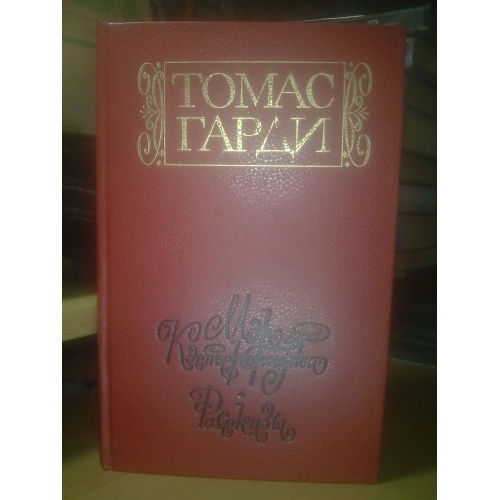 ТОМАС
ГАРДИ
Мэр
Кэстербриджа
Рассказы